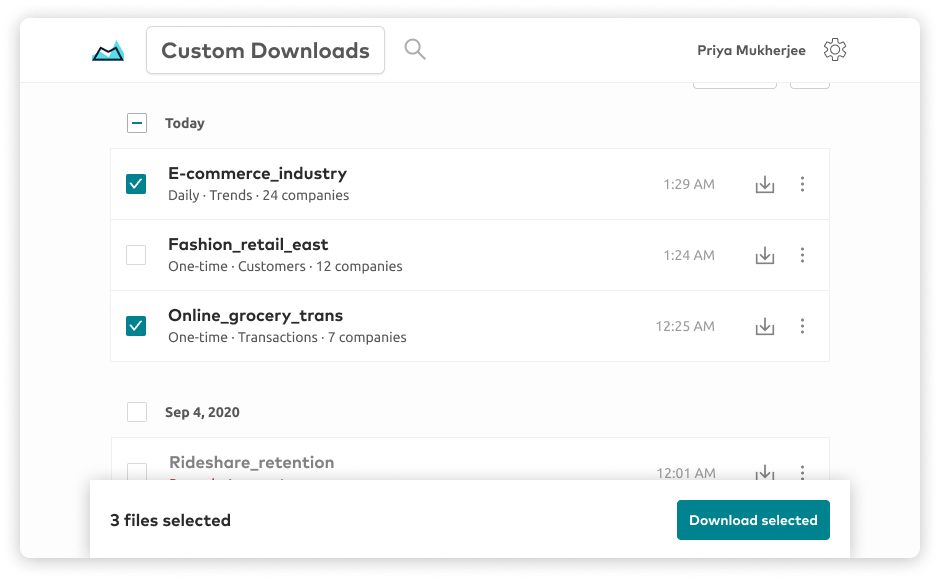 Custom Downloads
Priya Mukherjee
Today
E-commerce_industry
Daily · Trends · 24 companies
1:29 AM
Fashion_retail_east
One-time · Customers · 12 companies
1:24 AM
Online_grocery_trans
One-time · Transactions · 7 companies
12:25 AM
Sep 4, 2020
Rideshare_retention
12:01 AM
3 files selected
Download selected